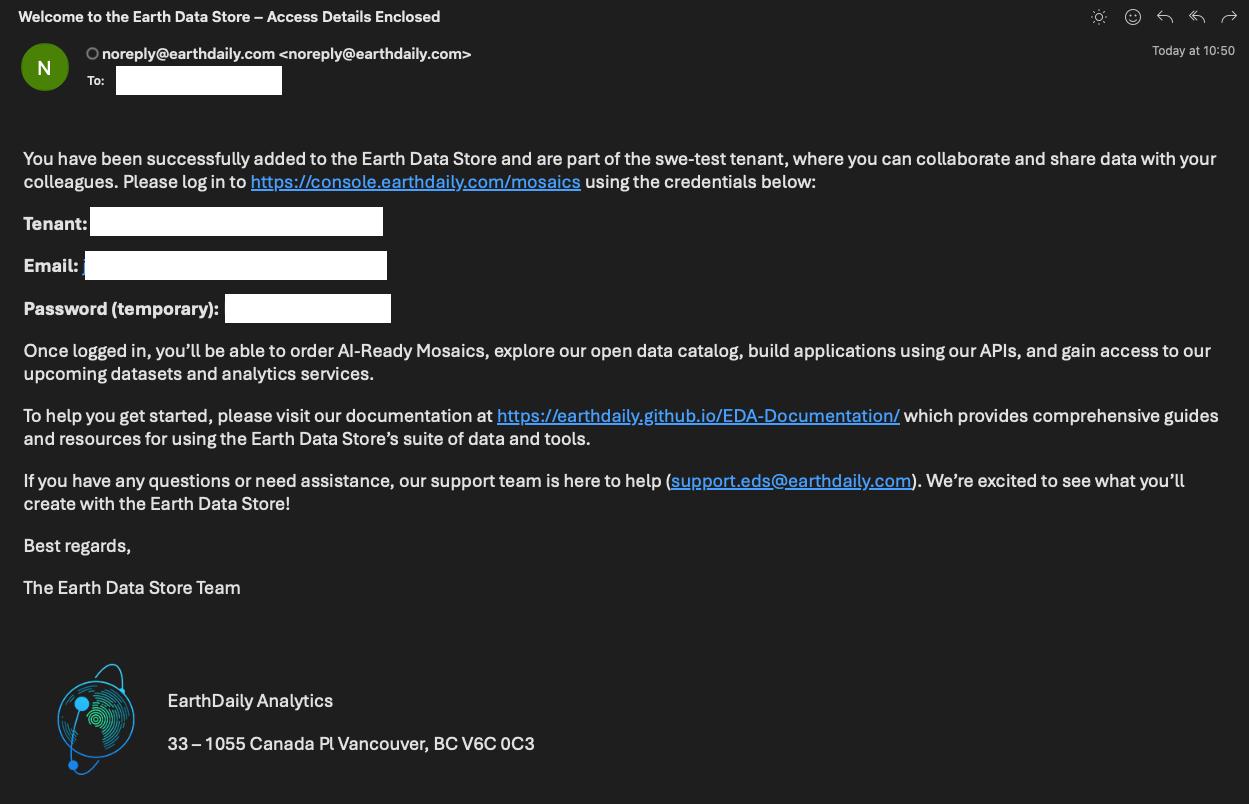 Welcome to the Earth Data Store – Access Details Enclosed
noreply@earthdaily.com <noreply@earthdaily.com>
Today at 10:50
N
To:
You have been successfully added to the Earth Data Store and are part of the swe-test tenant, where you can collaborate and share data with your
colleagues. Please log in to https://console.earthdaily.com/mosaics using the credentials below:
Tenant:
Email: j
Password (temporary):
Once logged in, you’ll be able to order AI-Ready Mosaics, explore our open data catalog, build applications using our APIs, and gain access to our
upcoming datasets and analytics services.
To help you get started, please visit our documentation at https://earthdaily.github.io/EDA-Documentation/ which provides comprehensive guides
and resources for using the Earth Data Store’s suite of data and tools.
If you have any questions or need assistance, our support team is here to help (support.eds@earthdaily.com). We’re excited to see what you’ll
create with the Earth Data Store!
Best regards,
The Earth Data Store Team
EarthDaily Analytics
33 – 1055 Canada Pl Vancouver, BC V6C 0C3